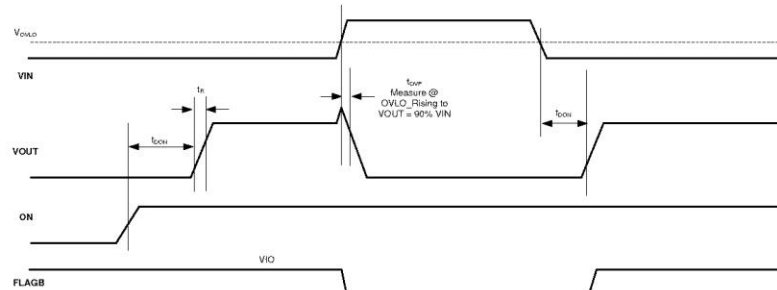 VOVLO
VIN
tR
tOVP
Measure @
OVLO_Rising to
VOUT = 90% VIN
tDON
tDON
VOUT
ON
VIO
FLAGB